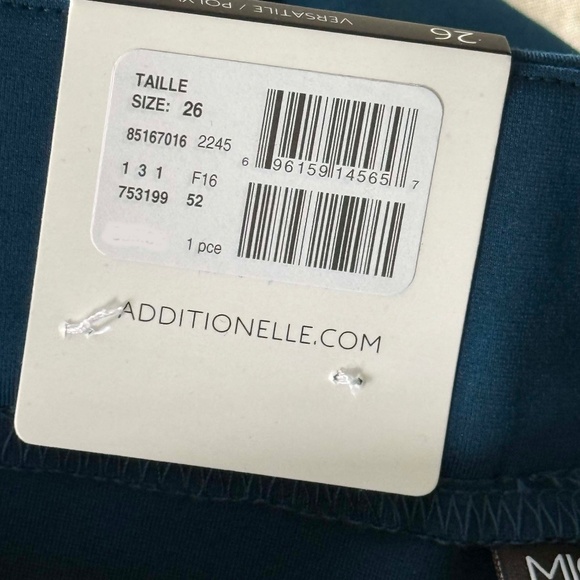 VERSATILE / POLY
26
TAILLE
SIZE: 26
85167016 2245
1 3 1 F16
753199 52
1 pce
6 96159 14565 7
ADDITIONELLE.COM